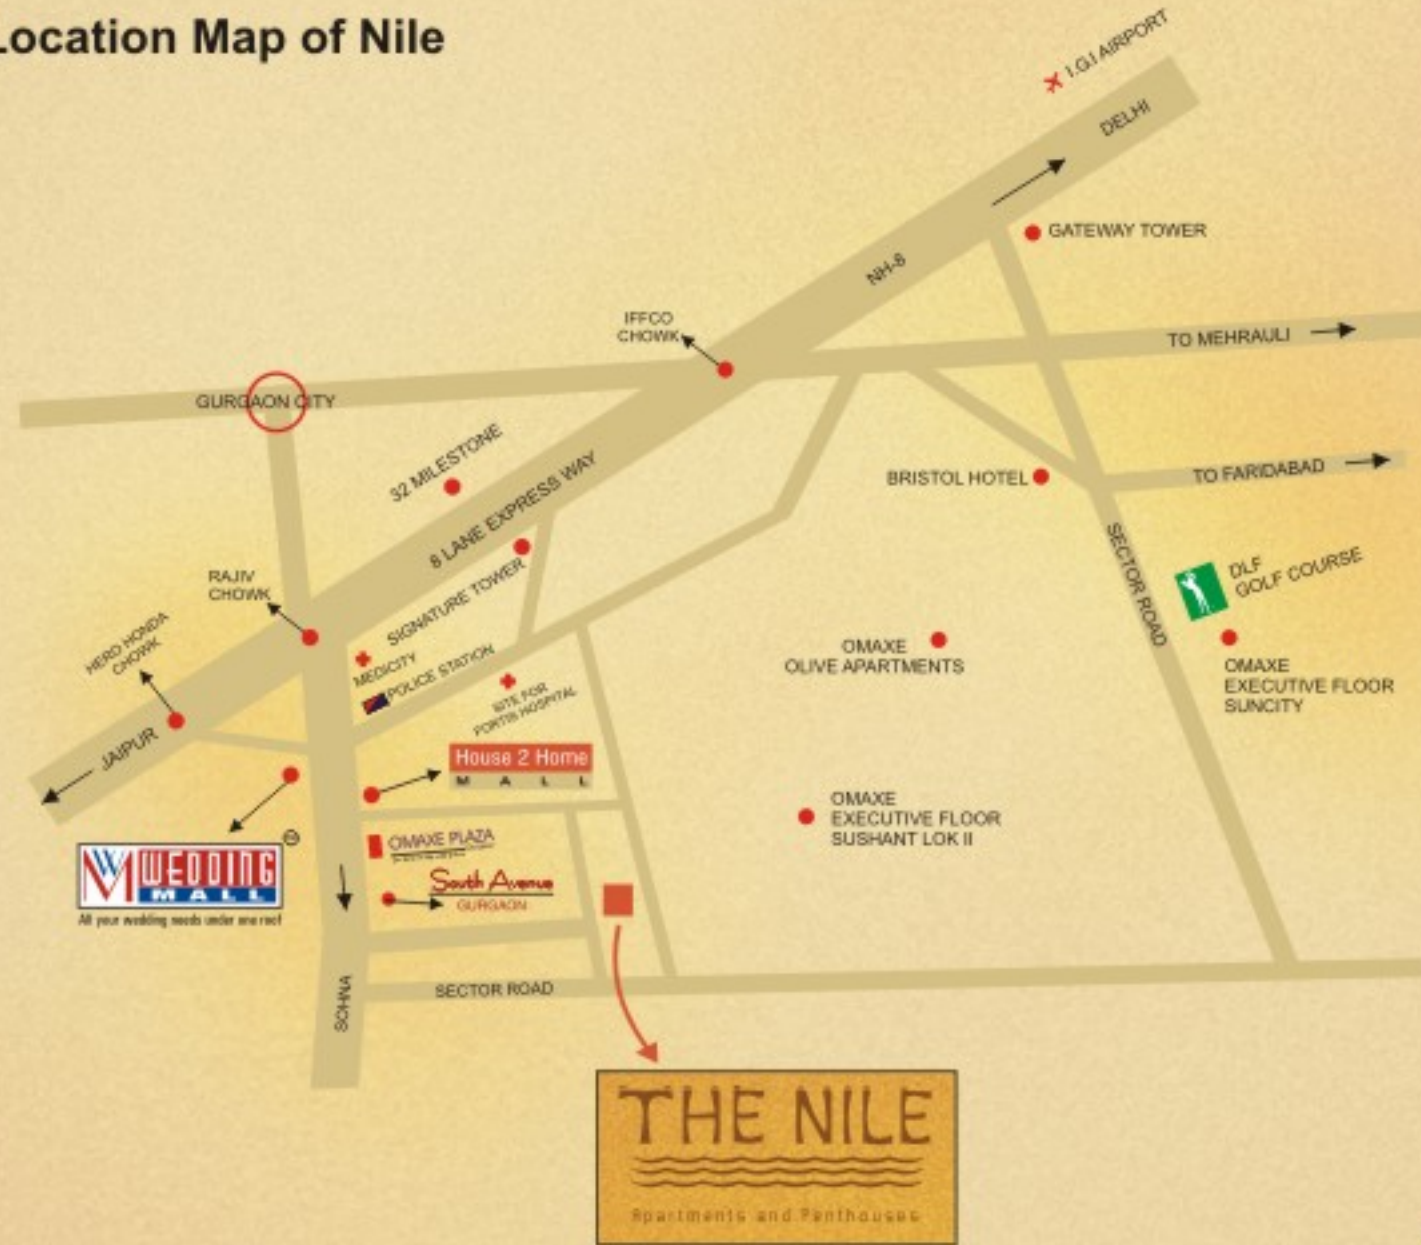 Location Map of Nile
I.G.I AIRPORT
DELHI
GATEWAY TOWER
NH-8
IFFCO
CHOWK
TO MEHRAULI
GURGAON CITY
32 MILESTONE
8 LANE EXPRESS WAY
BRISTOL HOTEL
TO FARIDABAD
SECTOR ROAD
DLF
GOLF COURSE
RAJIV
CHOWK
SIGNATURE TOWER
HERO HONDA
CHOWK
MEDICITY
POLICE STATION
SITE FOR
FORTIS HOSPITAL
OMAXE
OLIVE APARTMENTS
OMAXE
EXECUTIVE FLOOR
SUNCITY
JAIPUR
House 2 Home
MALL
OMAXE
EXECUTIVE FLOOR
SUSHANT LOK II
OMAXE PLAZA
WM WEDDING
MALL
All your wedding needs under one roof
South Avenue
GURGAON
SOHNA
SECTOR ROAD
THE NILE
Apartments and Penthouses